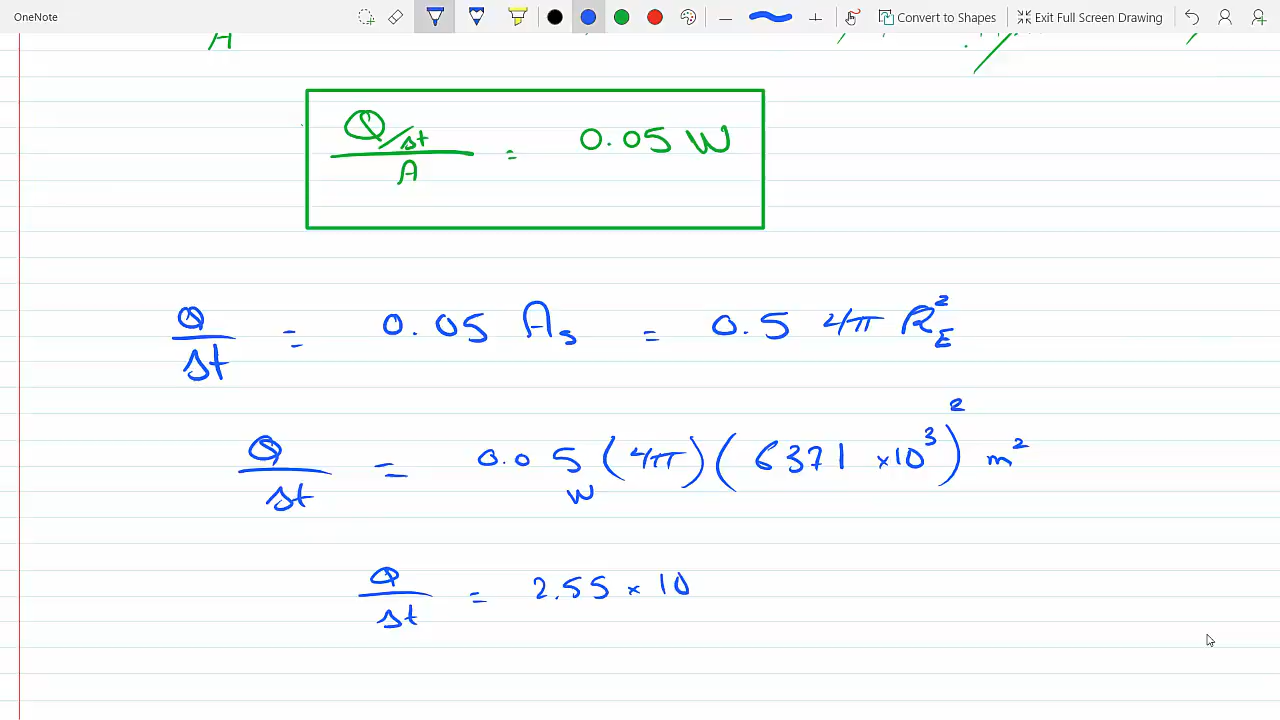 OneNote
Convert to Shapes
Exit Full Screen Drawing
A
Q/Δt / A = 0.05 W
Q/Δt = 0.05 A_s = 0.5 4π R_E²
Q/Δt = 0.05 (4π)(6371 ×10³)² m²
W
Q/Δt = 2.55 × 10